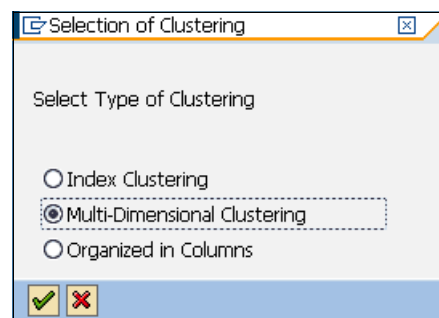 Selection of Clustering
Select Type of Clustering
Index Clustering
Multi-Dimensional Clustering
Organized in Columns